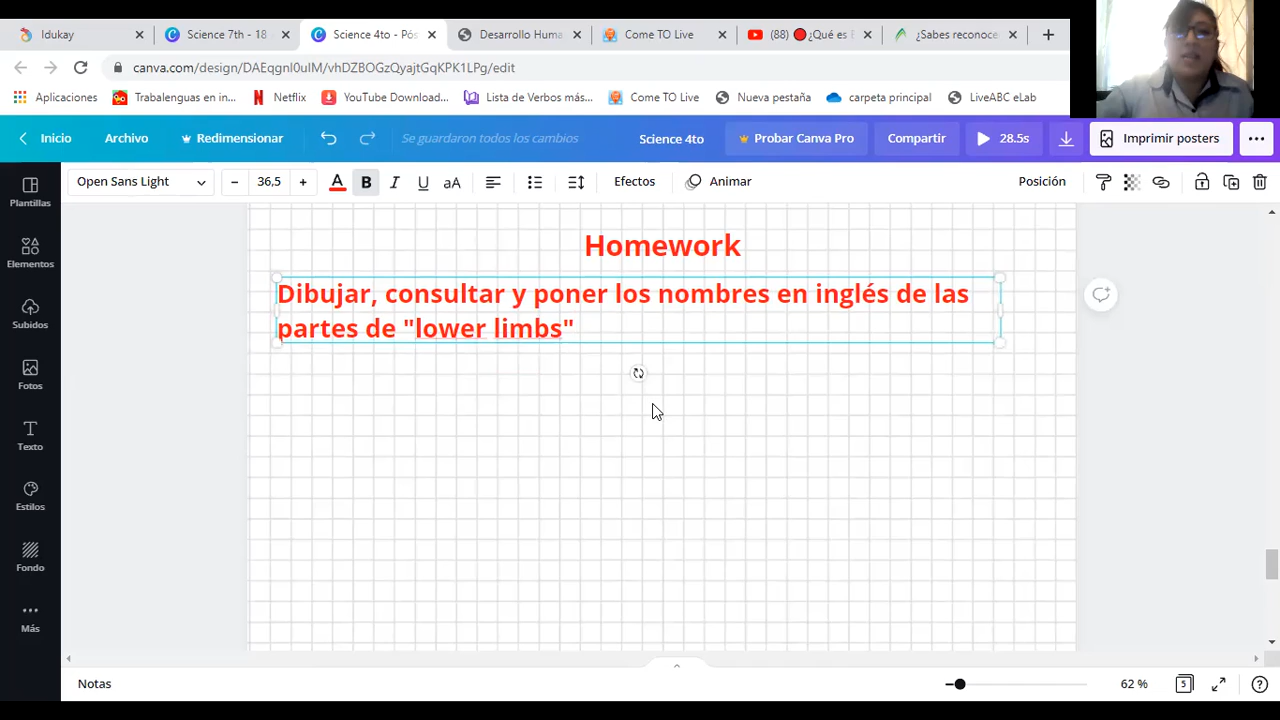 Idukay
Science 7th - 18
Science 4to - Pós
Desarrollo Huma
Come TO Live
(88) 🔴¿Qué es E
¿Sabes reconoce
canva.com/design/DAEqgnI0uIM/vhDZBOGzQyajtGqKPK1LPg/edit
Aplicaciones
Trabalenguas en in...
Netflix
YouTube Download...
Lista de Verbos más...
Come TO Live
Nueva pestaña
carpeta principal
LiveABC eLab
Inicio
Archivo
Redimensionar
Se guardaron todos los cambios
Science 4to
Probar Canva Pro
Compartir
28.5s
Imprimir posters
Open Sans Light
36,5
A
B
I
U
aA
Efectos
Animar
Posición
Plantillas
Elementos
Subidos
Fotos
Texto
Estilos
Fondo
Más
Homework
Dibujar, consultar y poner los nombres en inglés de las
partes de "lower limbs"
Notas
62 %
5